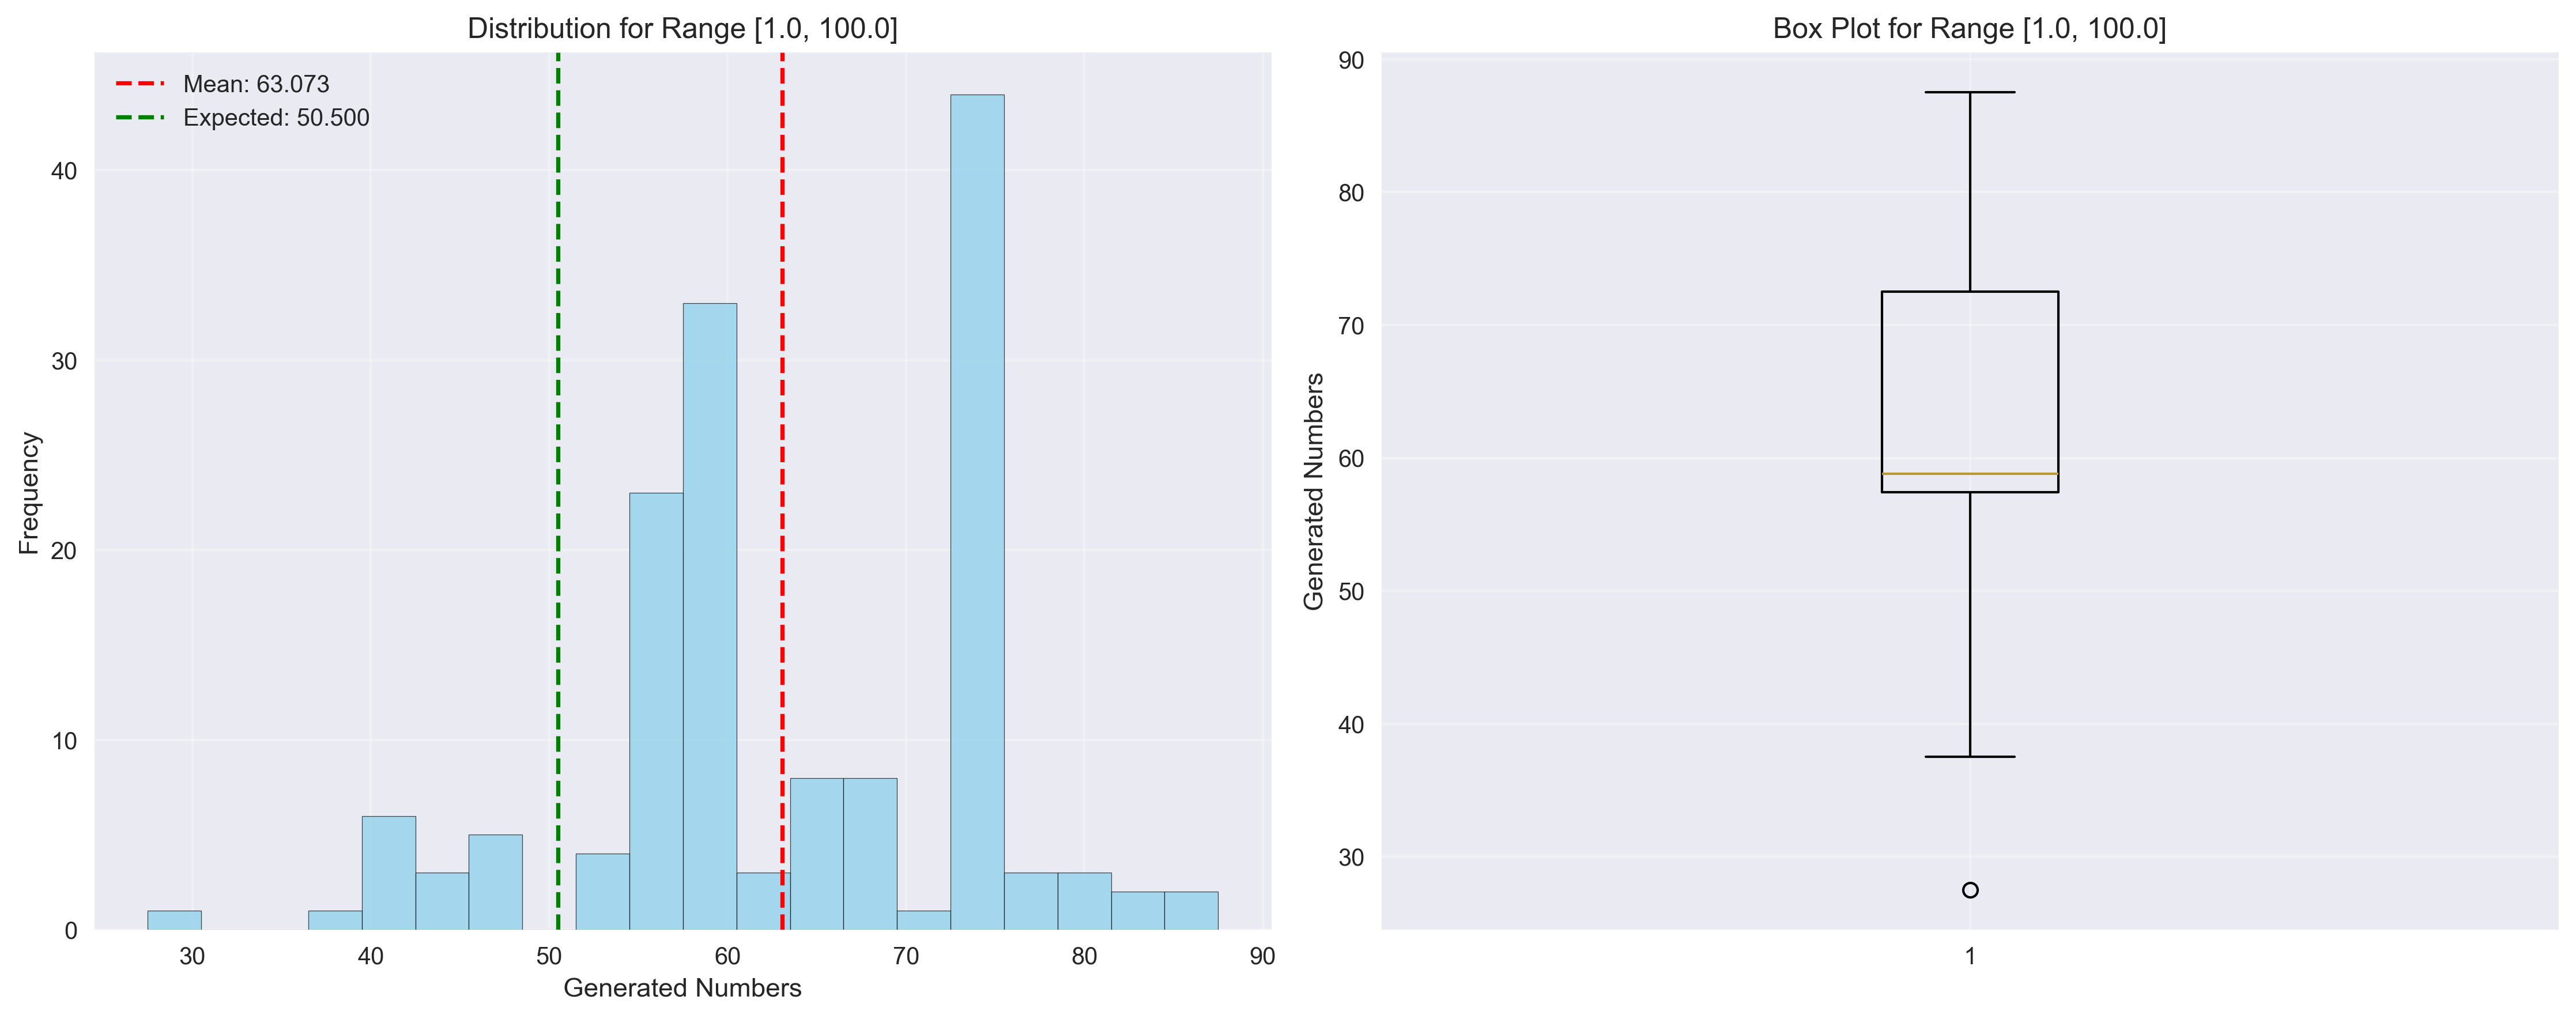 Distribution for Range [1.0, 100.0]
Mean: 63.073
Expected: 50.500
Frequency
40
30
20
10
0
30 40 50 60 70 80 90
Generated Numbers
Box Plot for Range [1.0, 100.0]
Generated Numbers
90
80
70
60
50
40
30
1